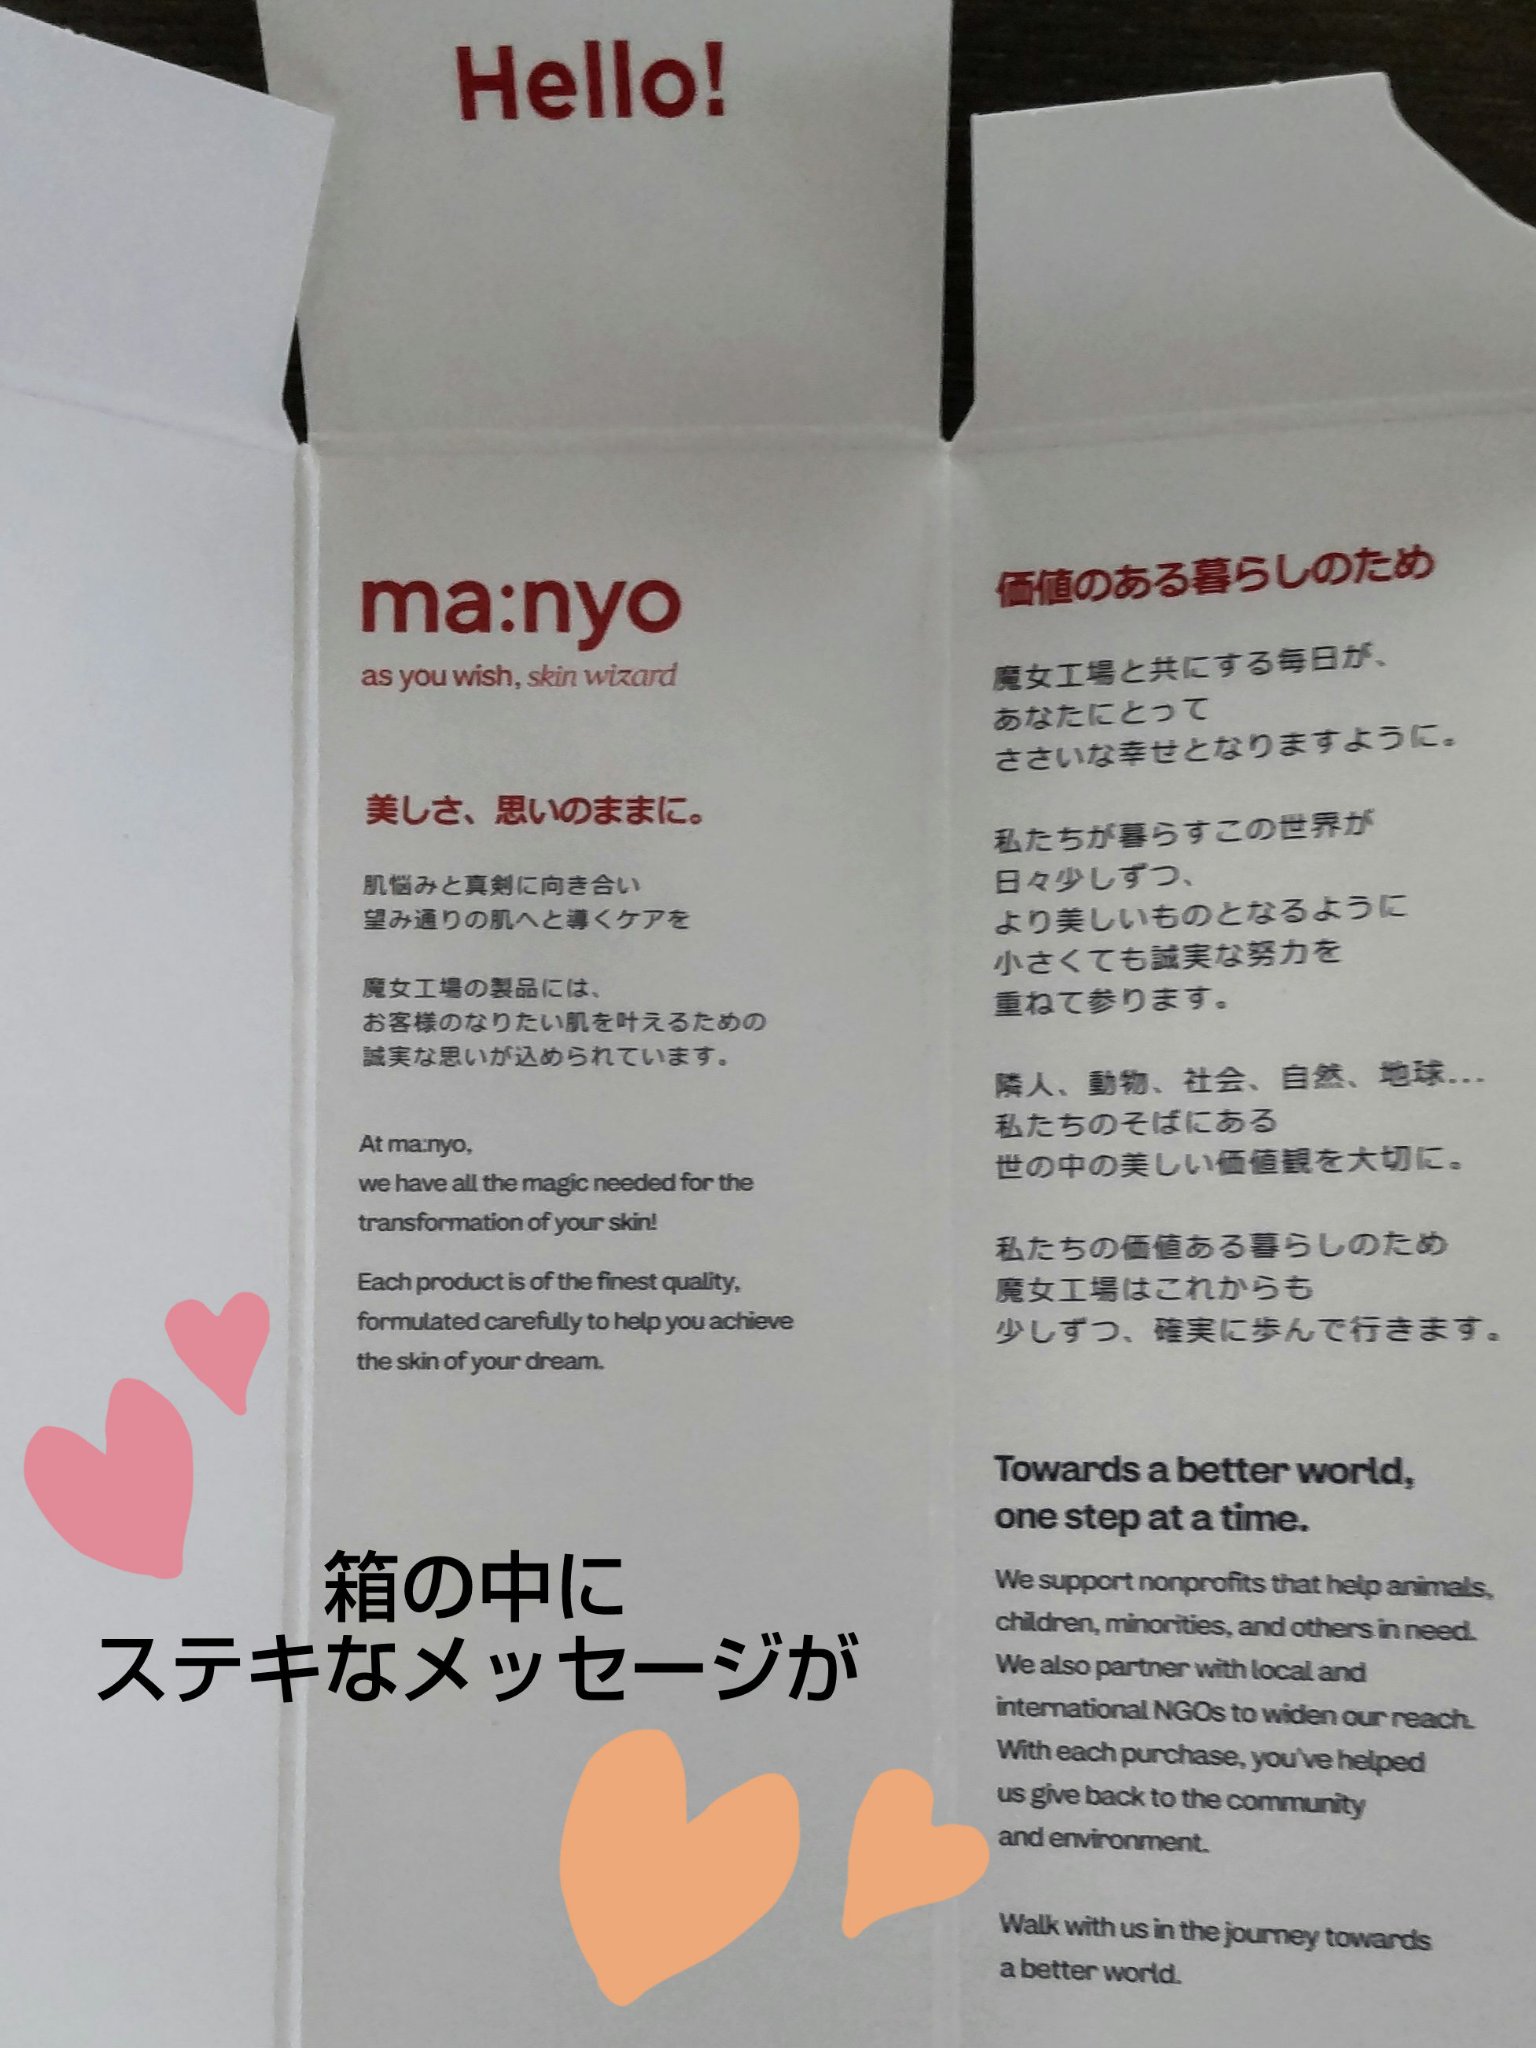 Hello!
ma:nyo
as you wish, skin wizard
美しさ、思いのままに。
肌悩みと真剣に向き合い
望み通りの肌へと導くケアを
魔女工場の製品には、
お客様のなりたい肌を叶えるための
誠実な思いが込められています。
At ma:nyo,
we have all the magic needed for the
transformation of your skin!
Each product is of the finest quality,
formulated carefully to help you achieve
the skin of your dream.
価値のある暮らしのため
魔女工場と共にする毎日が、
あなたにとって
ささいな幸せとなりますように。
私たちが暮らすこの世界が
日々少しずつ、
より美しいものとなるように
小さくても誠実な努力を
重ねて参ります。
隣人、動物、社会、自然、地球...
私たちのそばにある
世の中の美しい価値観を大切に。
私たちの価値ある暮らしのため
魔女工場はこれからも
少しずつ、確実に歩んで行きます。
Towards a better world,
one step at a time.
We support nonprofits that help animals,
children, minorities, and others in need.
We also partner with local and
international NGOs to widen our reach.
With each purchase, you've helped
us give back to the community
and environment.
Walk with us in the journey towards
a better world.
箱の中に
ステキなメッセージが